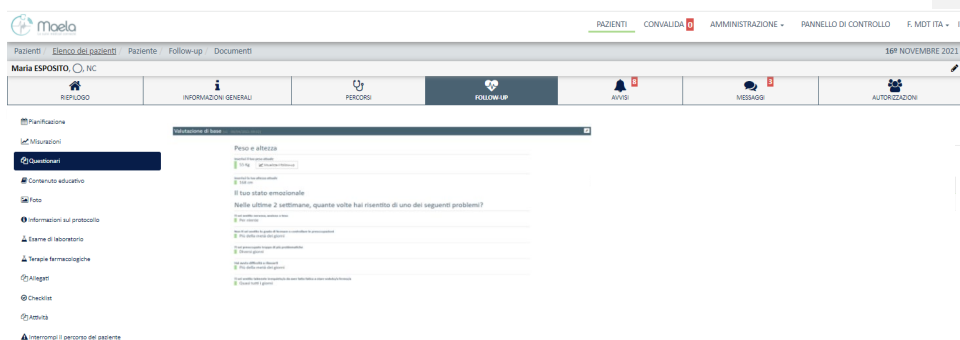 Maela
PAZIENTI CONVALIDA 0 AMMINISTRAZIONE PANNELLO DI CONTROLLO F. MDT ITA
Pazienti / Elenco dei pazienti / Paziente / Follow-up / Documenti
16º NOVEMBRE 2021
Maria ESPOSITO, NC
RIEPILOGO
INFORMAZIONI GENERALI
PERCORSI
FOLLOW-UP
8
AVVISI
3
MESSAGGI
AUTORIZZAZIONI
Pianificazione
Misurazioni
Questionari
Contenuto educativo
Foto
Informazioni sul protocollo
Esame di laboratorio
Terapie farmacologiche
Allegati
Checklist
Attività
Interrompi il percorso del paziente
Valutazione di base
Peso e altezza
55 kg
168 cm
Il tuo stato emozionale
Nelle ultime 2 settimane, quante volte hai risentito di uno dei seguenti problemi?
Per niente
Più della metà dei giorni
Diversi giorni
Più della metà dei giorni
Quasi tutti i giorni